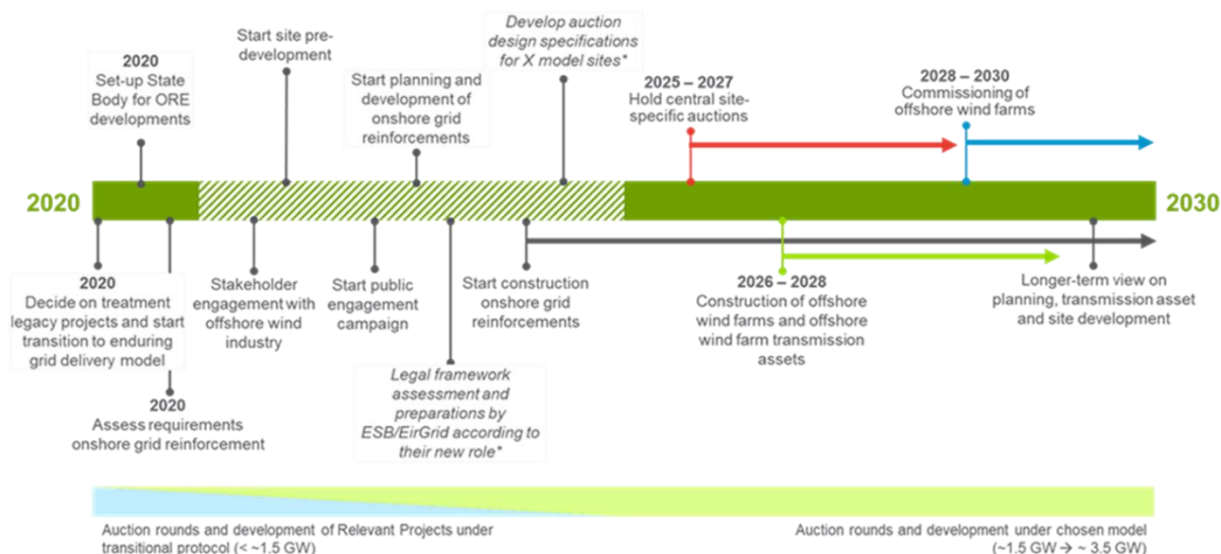 2020
Set-up State
Body for ORE
developments
Start site pre-
development
Start planning and
development of
onshore grid
reinforcements
Develop auction
design specifications
for X model sites*
2025 – 2027
Hold central site-
specific auctions
2028 – 2030
Commissioning of
offshore wind farms
2020
2030
2020
Decide on treatment
legacy projects and start
transition to enduring
grid delivery model
2020
Assess requirements
onshore grid reinforcement
Stakeholder
engagement with
offshore wind
industry
Start public
engagement
campaign
Legal framework
assessment and
preparations by
ESB/EirGrid according to
their new role*
Start construction
onshore grid
reinforcements
2026 – 2028
Construction of offshore
wind farms and offshore
wind farm transmission
assets
Longer-term view on
planning, transmission asset
and site development
Auction rounds and development of Relevant Projects under
transitional protocol (< ~1.5 GW)
Auction rounds and development under chosen model
(~1.5 GW → ~ 3.5 GW)